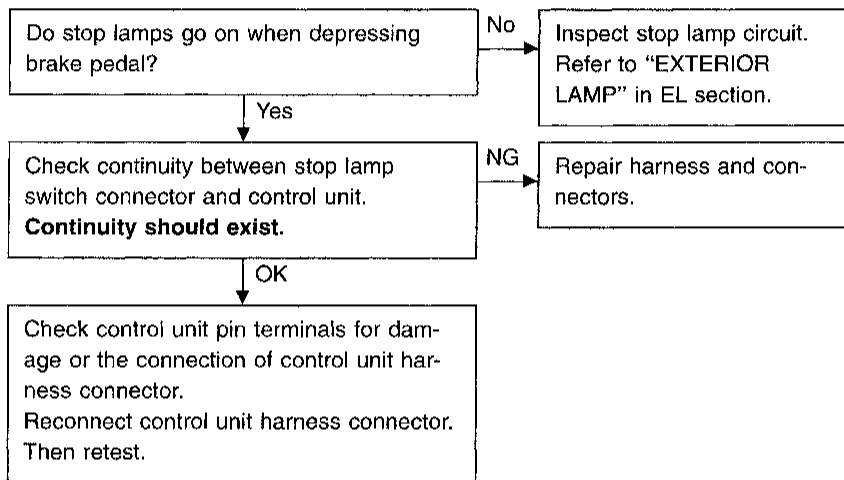 Do stop lamps go on when depressing
brake pedal?
No
Inspect stop lamp circuit.
Refer to “EXTERIOR
LAMP” in EL section.
Yes
Check continuity between stop lamp
switch connector and control unit.
Continuity should exist.
NG
Repair harness and con-
nectors.
OK
Check control unit pin terminals for dam-
age or the connection of control unit har-
ness connector.
Reconnect control unit harness connector.
Then retest.